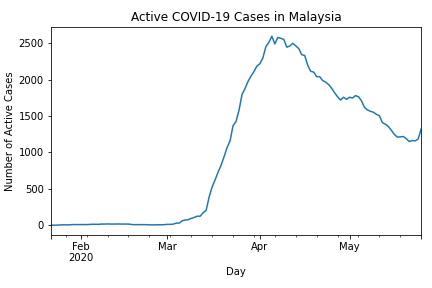 Active COVID-19 Cases in Malaysia
Number of Active Cases
2500
2000
1500
1000
500
0
Feb
2020
Mar
Apr
May
Day